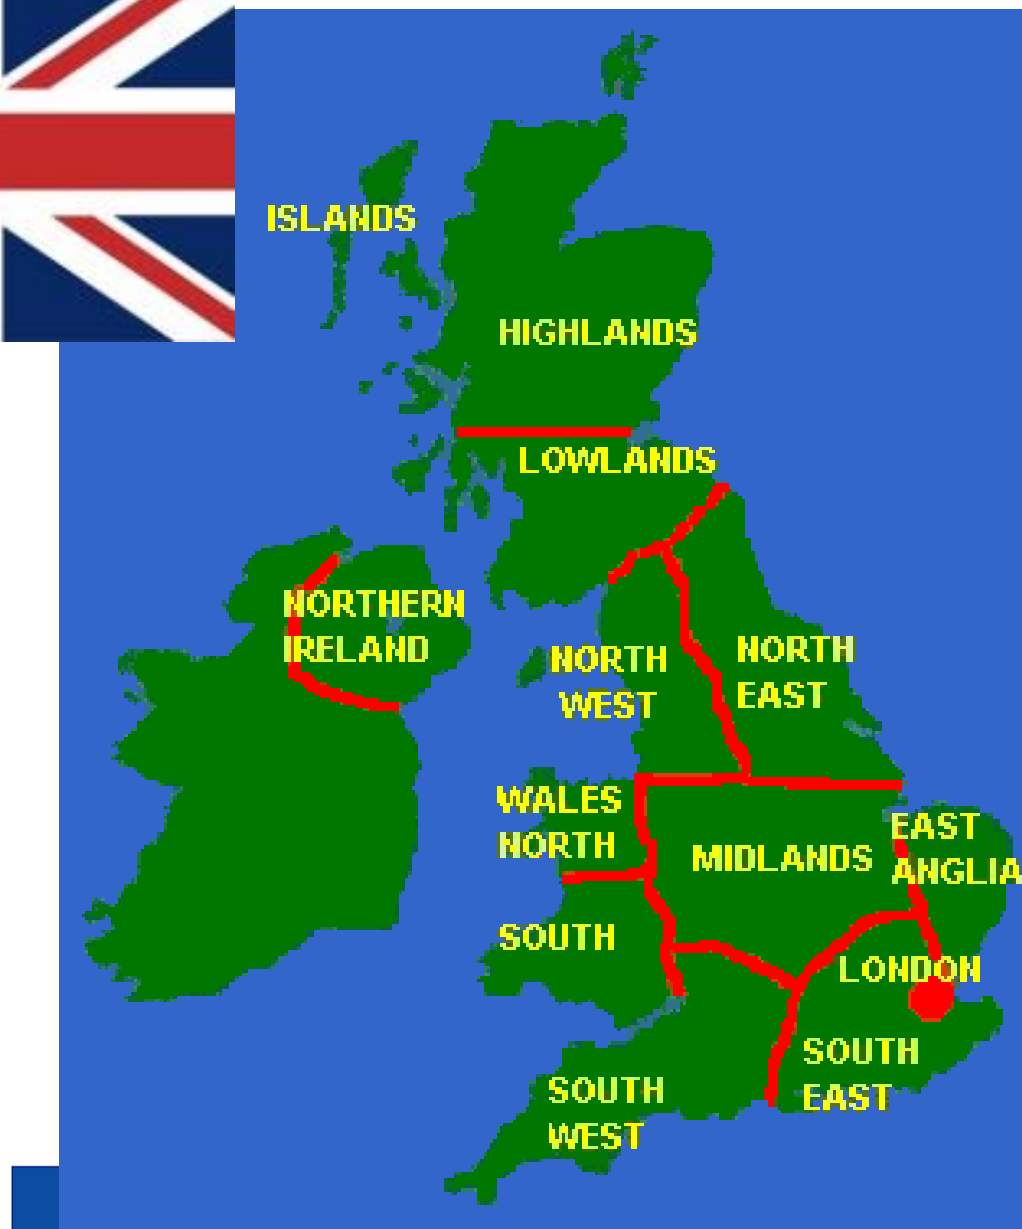 ISLANDS
HIGHLANDS
LOWLANDS
NORTHERN
IRELAND
NORTH
WEST
NORTH
EAST
WALES
NORTH
SOUTH
MIDLANDS
EAST
ANGLIA
LONDON
SOUTH
EAST
SOUTH
WEST